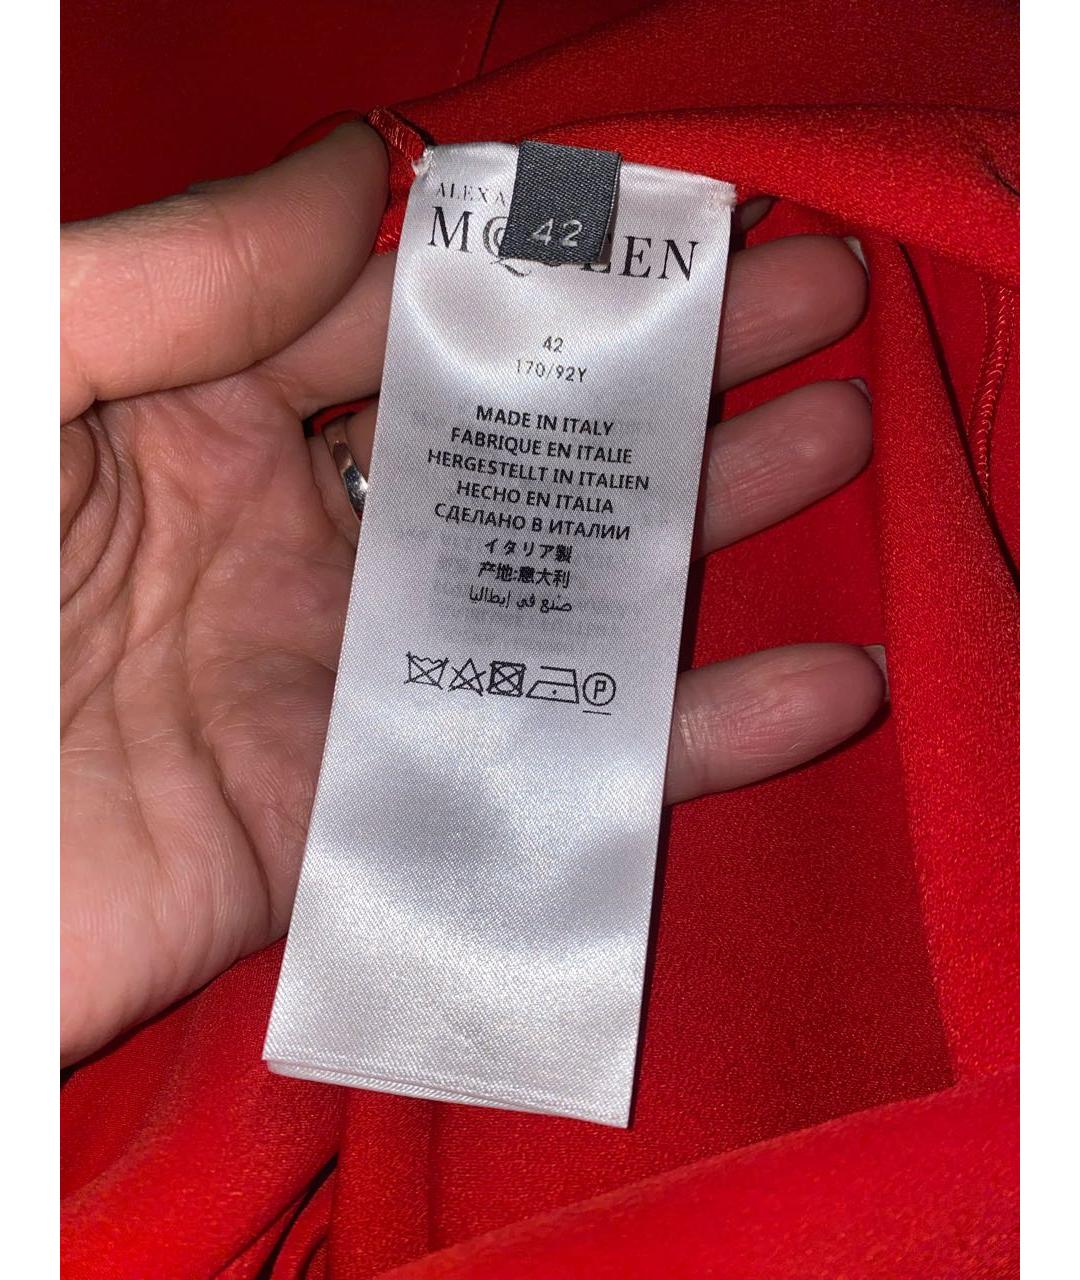 42
42
170/92Y
MADE IN ITALY
FABRIQUE EN ITALIE
HERGESTELLT IN ITALIEN
HECHO EN ITALIA
СДЕЛАНО В ИТАЛИИ
イタリア製
产地:意大利
صنع في إيطاليا
P